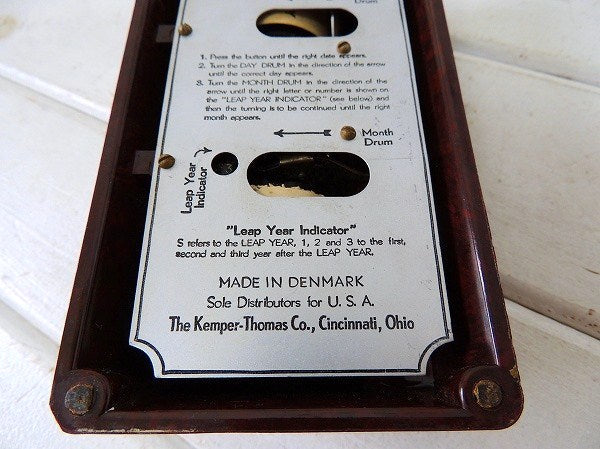 Drum
1. Press the button until the right date appears.
2. Turn the DAY DRUM in the direction of the arrow
until the correct day appears.
3. Turn the MONTH DRUM in the direction of the
arrow until the right letter or number is shown on
the "LEAP YEAR INDICATOR" (see below) and
then the turning is to be continued until the right
month appears.
Month
Drum
Leap Year
Indicator
"Leap Year Indicator"
S refers to the LEAP YEAR, 1, 2 and 3 to the first,
second and third year after the LEAP YEAR.
MADE IN DENMARK
Sole Distributors for U. S. A.
The Kemper-Thomas Co., Cincinnati, Ohio